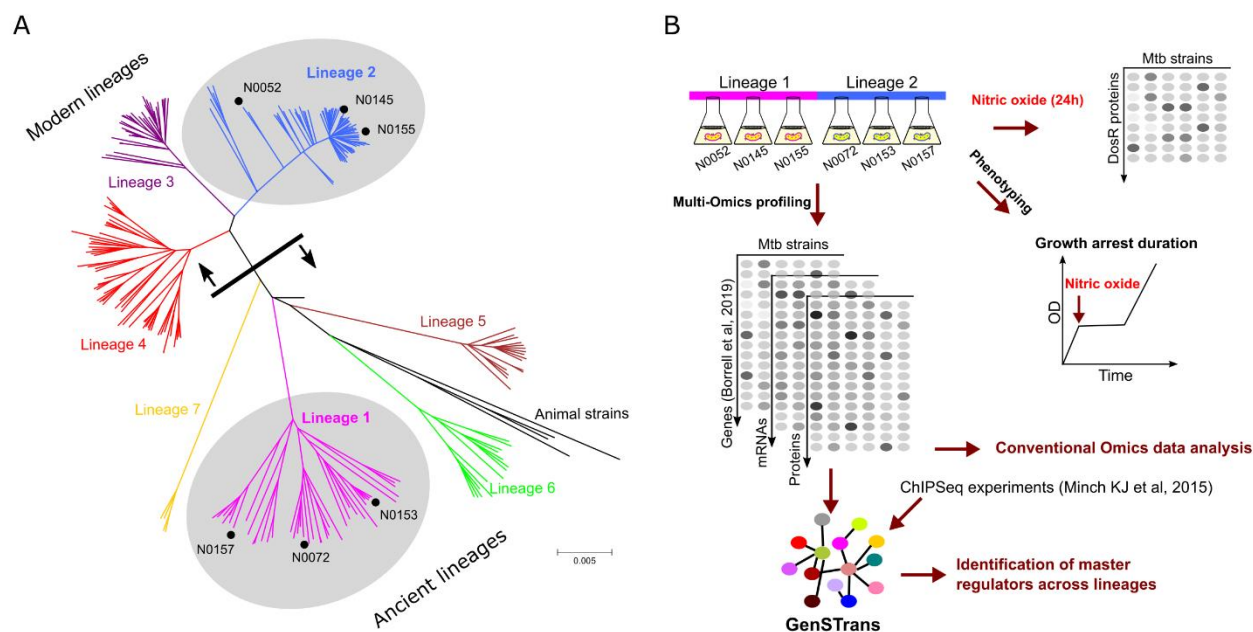 A
Modern lineages
Lineage 2
N0052
N0145
N0155
Lineage 3
Lineage 4
Lineage 5
Lineage 7
Lineage 1
Animal strains
Lineage 6
N0153
N0157
N0072
0.005
Ancient lineages
B
Lineage 1
Lineage 2
N0052
N0145
N0155
N0072
N0153
N0157
Nitric oxide (24h)
Mtb strains
DosR proteins
Phenotyping
Multi-Omics profiling
Mtb strains
Genes (Borrell et al, 2019)
mRNAs
Proteins
Growth arrest duration
Nitric oxide
OD
Time
Conventional Omics data analysis
ChIPSeq experiments (Minch KJ et al, 2015)
Identification of master
regulators across lineages
GenSTrans